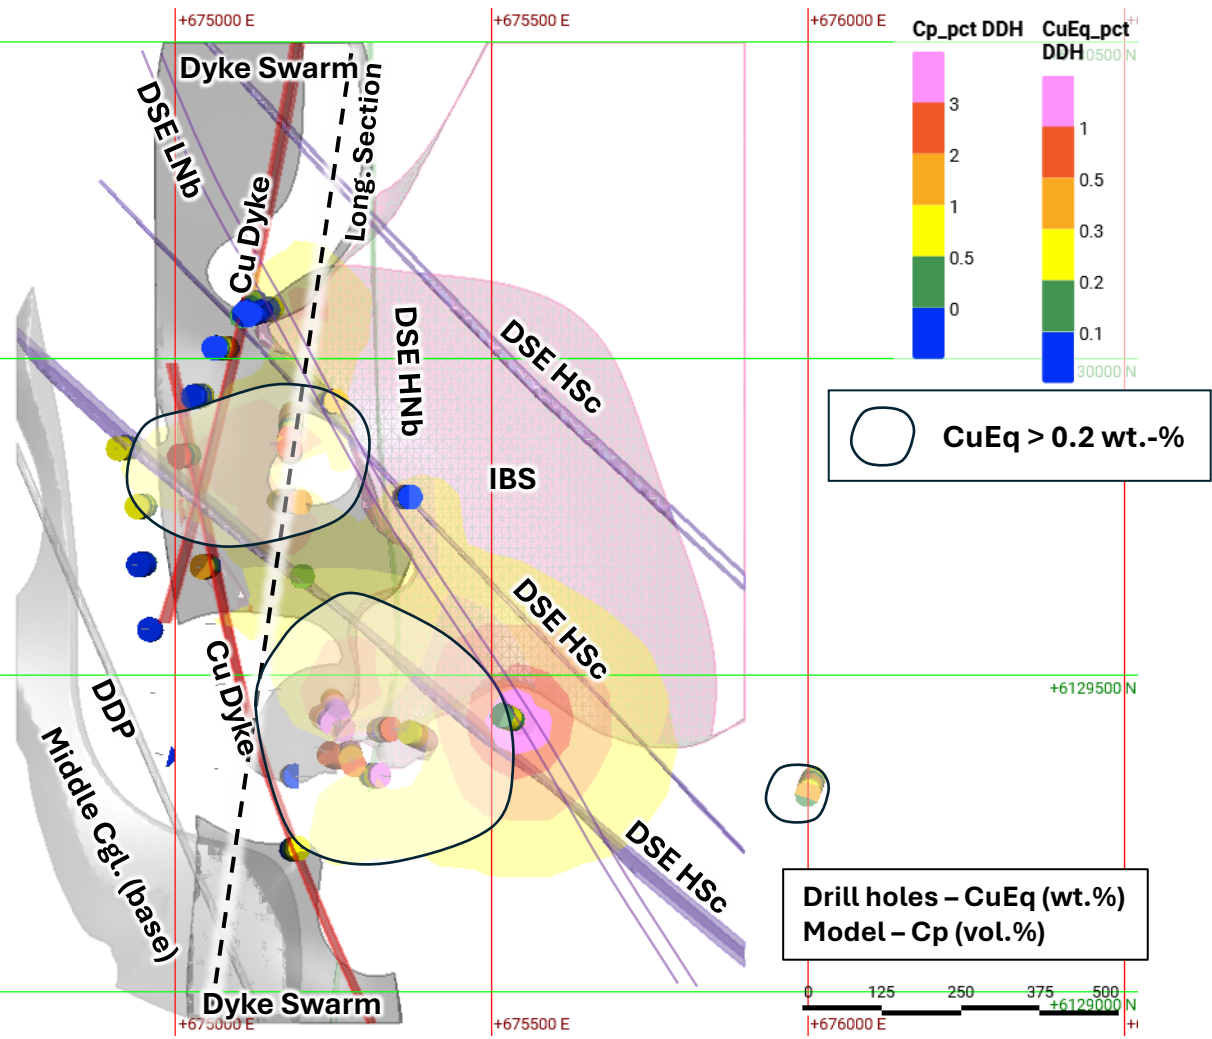 +675000 E
+675500 E
+676000 E
Cp_pct DDH
CuEq_pct
DDH
0500 N
3
2
1
0.5
0
1
0.5
0.3
0.2
0.1
30000 N
Dyke Swarm
Long. Section
DSE LNb
Cu Dyke
DSE HNb
DSE HSc
IBS
CuEq > 0.2 wt.-%
DSE HSc
Cu Dyke
DDP
Middle Cgl. (base)
+6129500 N
DSE HSc
Drill holes – CuEq (wt.%)
Model – Cp (vol.%)
Dyke Swarm
0 125 250 375 500
+6129000 N
+675000 E
+675500 E
+676000 E